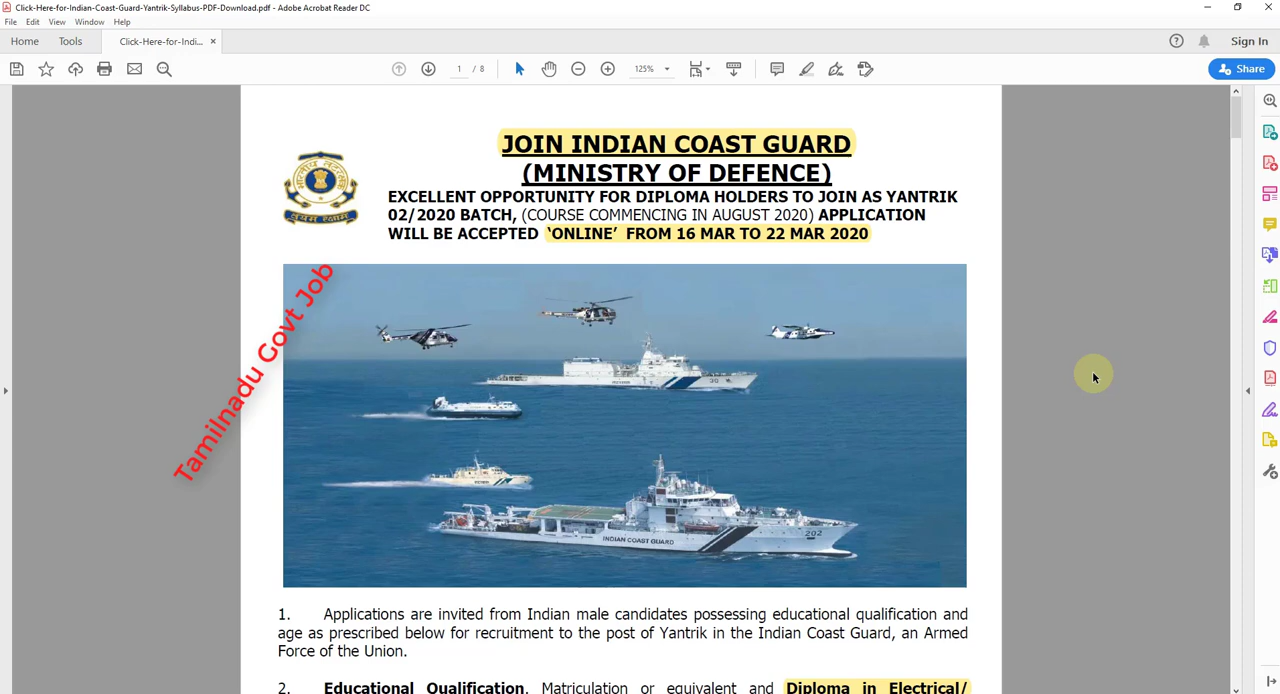 Click-Here-for-Indian-Coast-Guard-Yantrik-Syllabus-PDF-Download.pdf - Adobe Acrobat Reader DC
File Edit View Window Help
Home Tools Click-Here-for-Indi... × Sign In
1 / 8 125% Share
JOIN INDIAN COAST GUARD
(MINISTRY OF DEFENCE)
EXCELLENT OPPORTUNITY FOR DIPLOMA HOLDERS TO JOIN AS YANTRIK
02/2020 BATCH, (COURSE COMMENCING IN AUGUST 2020) APPLICATION
WILL BE ACCEPTED ‘ONLINE’ FROM 16 MAR TO 22 MAR 2020
Tamilnadu Govt Job
INDIAN COAST GUARD 202
1. Applications are invited from Indian male candidates possessing educational qualification and
age as prescribed below for recruitment to the post of Yantrik in the Indian Coast Guard, an Armed
Force of the Union.
2. Educational Qualification. Matriculation or equivalent and Diploma in Electrical/